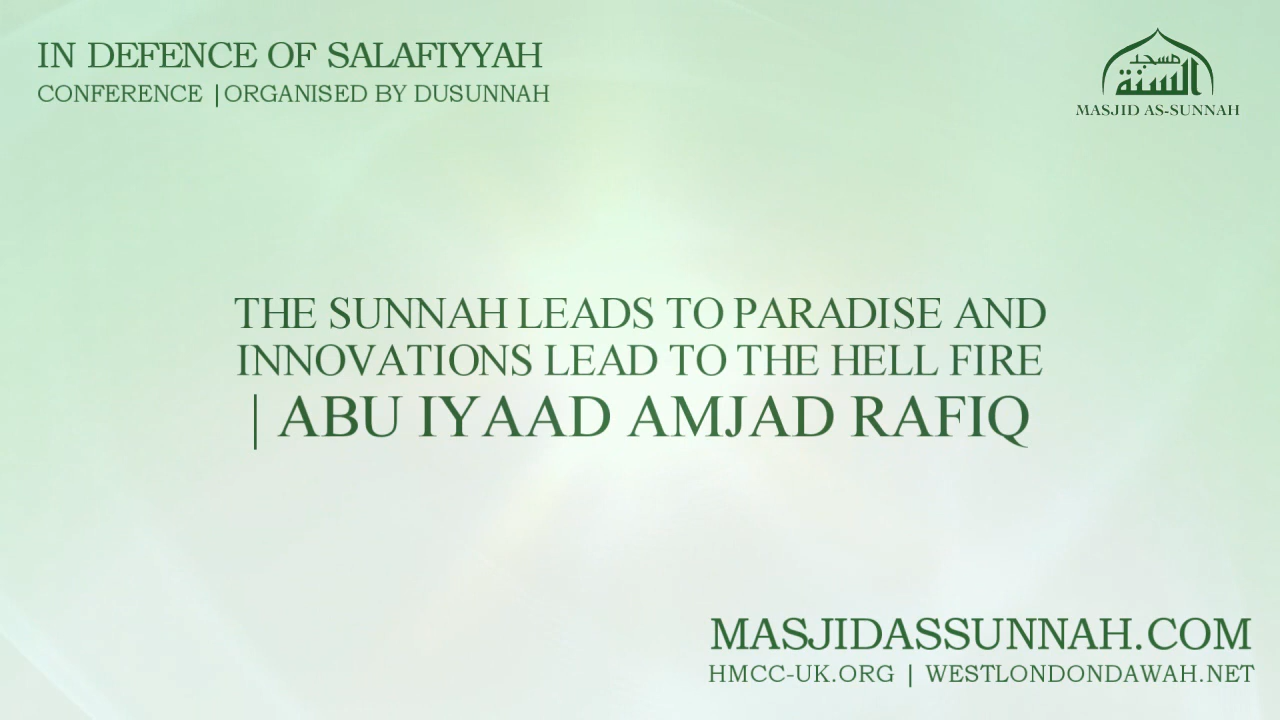 IN DEFENCE OF SALAFIYYAH
CONFERENCE |ORGANISED BY DUSUNNAH
مسجد
السنة
MASJID AS-SUNNAH
THE SUNNAH LEADS TO PARADISE AND
INNOVATIONS LEAD TO THE HELL FIRE
| ABU IYAAD AMJAD RAFIQ
MASJIDASSUNNAH.COM
HMCC-UK.ORG | WESTLONDONDAWAH.NET